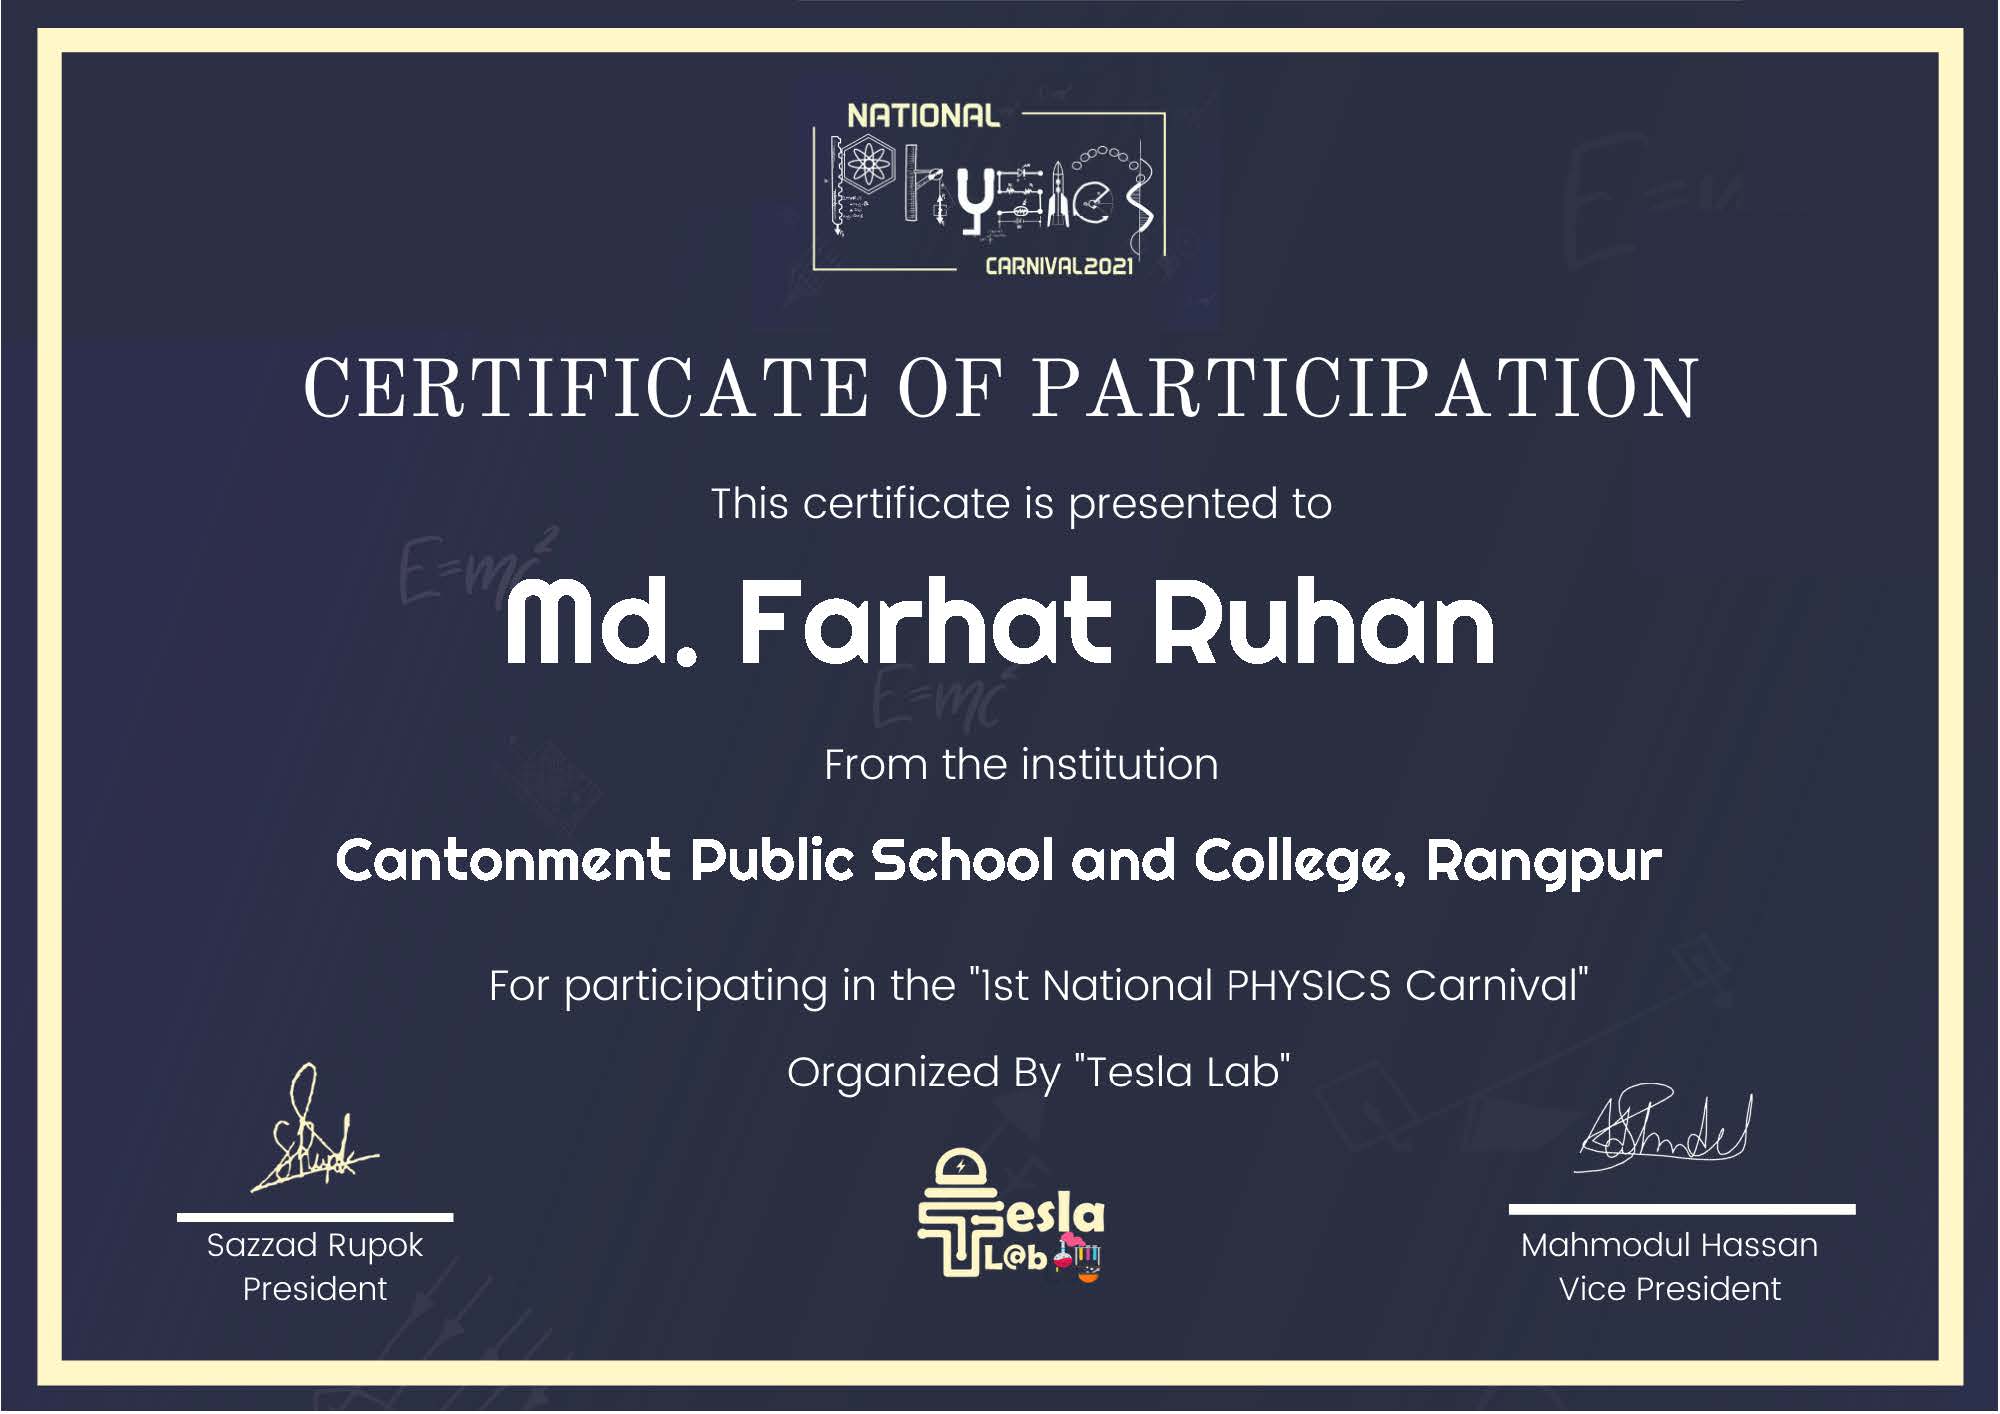 NATIONAL
Physics
CARNIVAL2021
CERTIFICATE OF PARTICIPATION
This certificate is presented to
E=mc²
Md. Farhat Ruhan
E=mc²
From the institution
Cantonment Public School and College, Rangpur
For participating in the "1st National PHYSICS Carnival"
Organized By "Tesla Lab"
Tesla
L@b
Sazzad Rupok
President
Mahmodul Hassan
Vice President